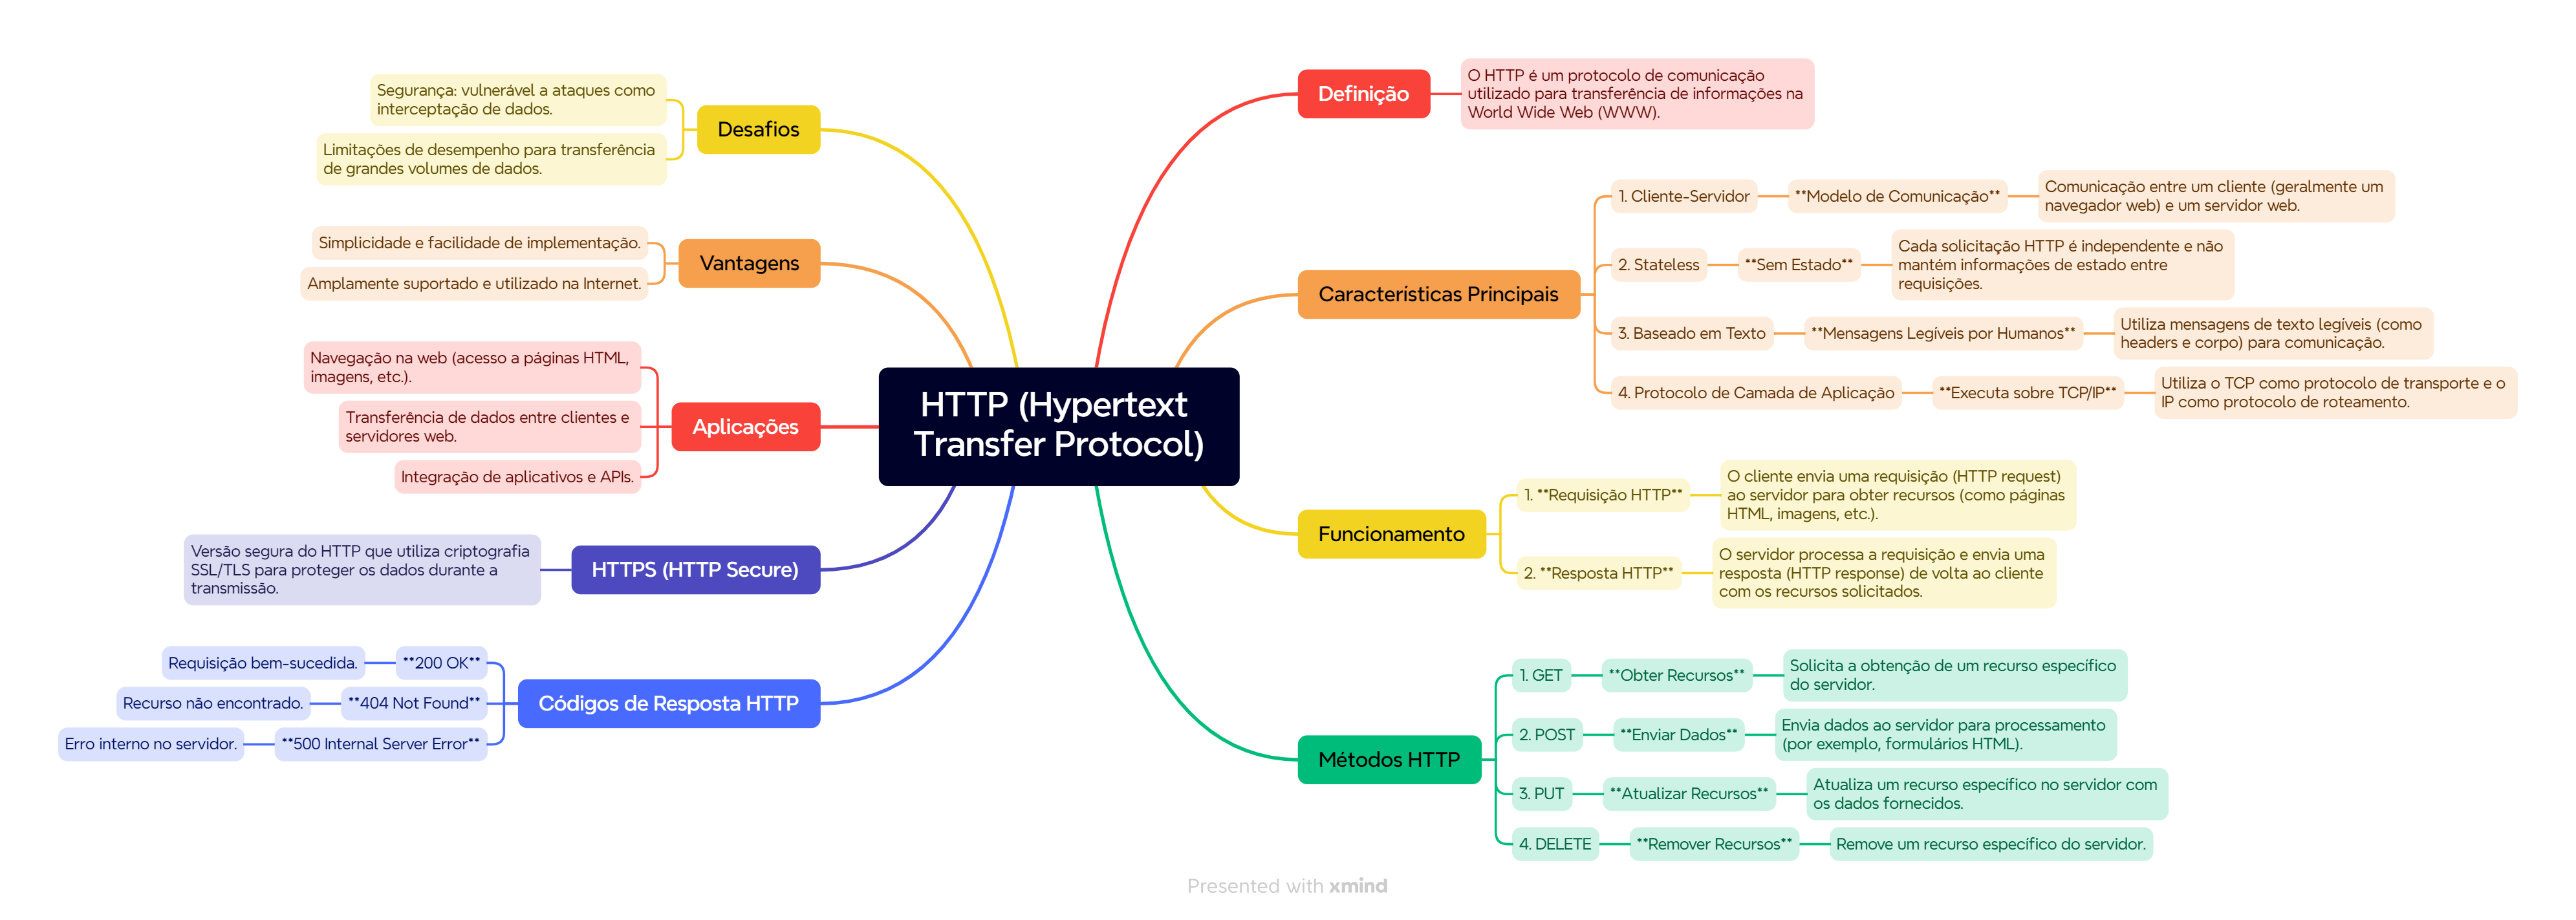 HTTP (Hypertext
Transfer Protocol)
Definição
O HTTP é um protocolo de comunicação
utilizado para transferência de informações na
World Wide Web (WWW).
Características Principais
1. Cliente-Servidor
**Modelo de Comunicação**
Comunicação entre um cliente (geralmente um
navegador web) e um servidor web.
2. Stateless
**Sem Estado**
Cada solicitação HTTP é independente e não
mantém informações de estado entre
requisições.
3. Baseado em Texto
**Mensagens Legíveis por Humanos**
Utiliza mensagens de texto legíveis (como
headers e corpo) para comunicação.
4. Protocolo de Camada de Aplicação
**Executa sobre TCP/IP**
Utiliza o TCP como protocolo de transporte e o
IP como protocolo de roteamento.
Funcionamento
1. **Requisição HTTP**
O cliente envia uma requisição (HTTP request)
ao servidor para obter recursos (como páginas
HTML, imagens, etc.).
2. **Resposta HTTP**
O servidor processa a requisição e envia uma
resposta (HTTP response) de volta ao cliente
com os recursos solicitados.
Métodos HTTP
1. GET
**Obter Recursos**
Solicita a obtenção de um recurso específico
do servidor.
2. POST
**Enviar Dados**
Envia dados ao servidor para processamento
(por exemplo, formulários HTML).
3. PUT
**Atualizar Recursos**
Atualiza um recurso específico no servidor com
os dados fornecidos.
4. DELETE
**Remover Recursos**
Remove um recurso específico do servidor.
Desafios
Segurança: vulnerável a ataques como
interceptação de dados.
Limitações de desempenho para transferência
de grandes volumes de dados.
Vantagens
Simplicidade e facilidade de implementação.
Amplamente suportado e utilizado na Internet.
Aplicações
Navegação na web (acesso a páginas HTML,
imagens, etc.).
Transferência de dados entre clientes e
servidores web.
Integração de aplicativos e APIs.
HTTPS (HTTP Secure)
Versão segura do HTTP que utiliza criptografia
SSL/TLS para proteger os dados durante a
transmissão.
Códigos de Resposta HTTP
**200 OK**
Requisição bem-sucedida.
**404 Not Found**
Recurso não encontrado.
**500 Internal Server Error**
Erro interno no servidor.
Presented with xmind